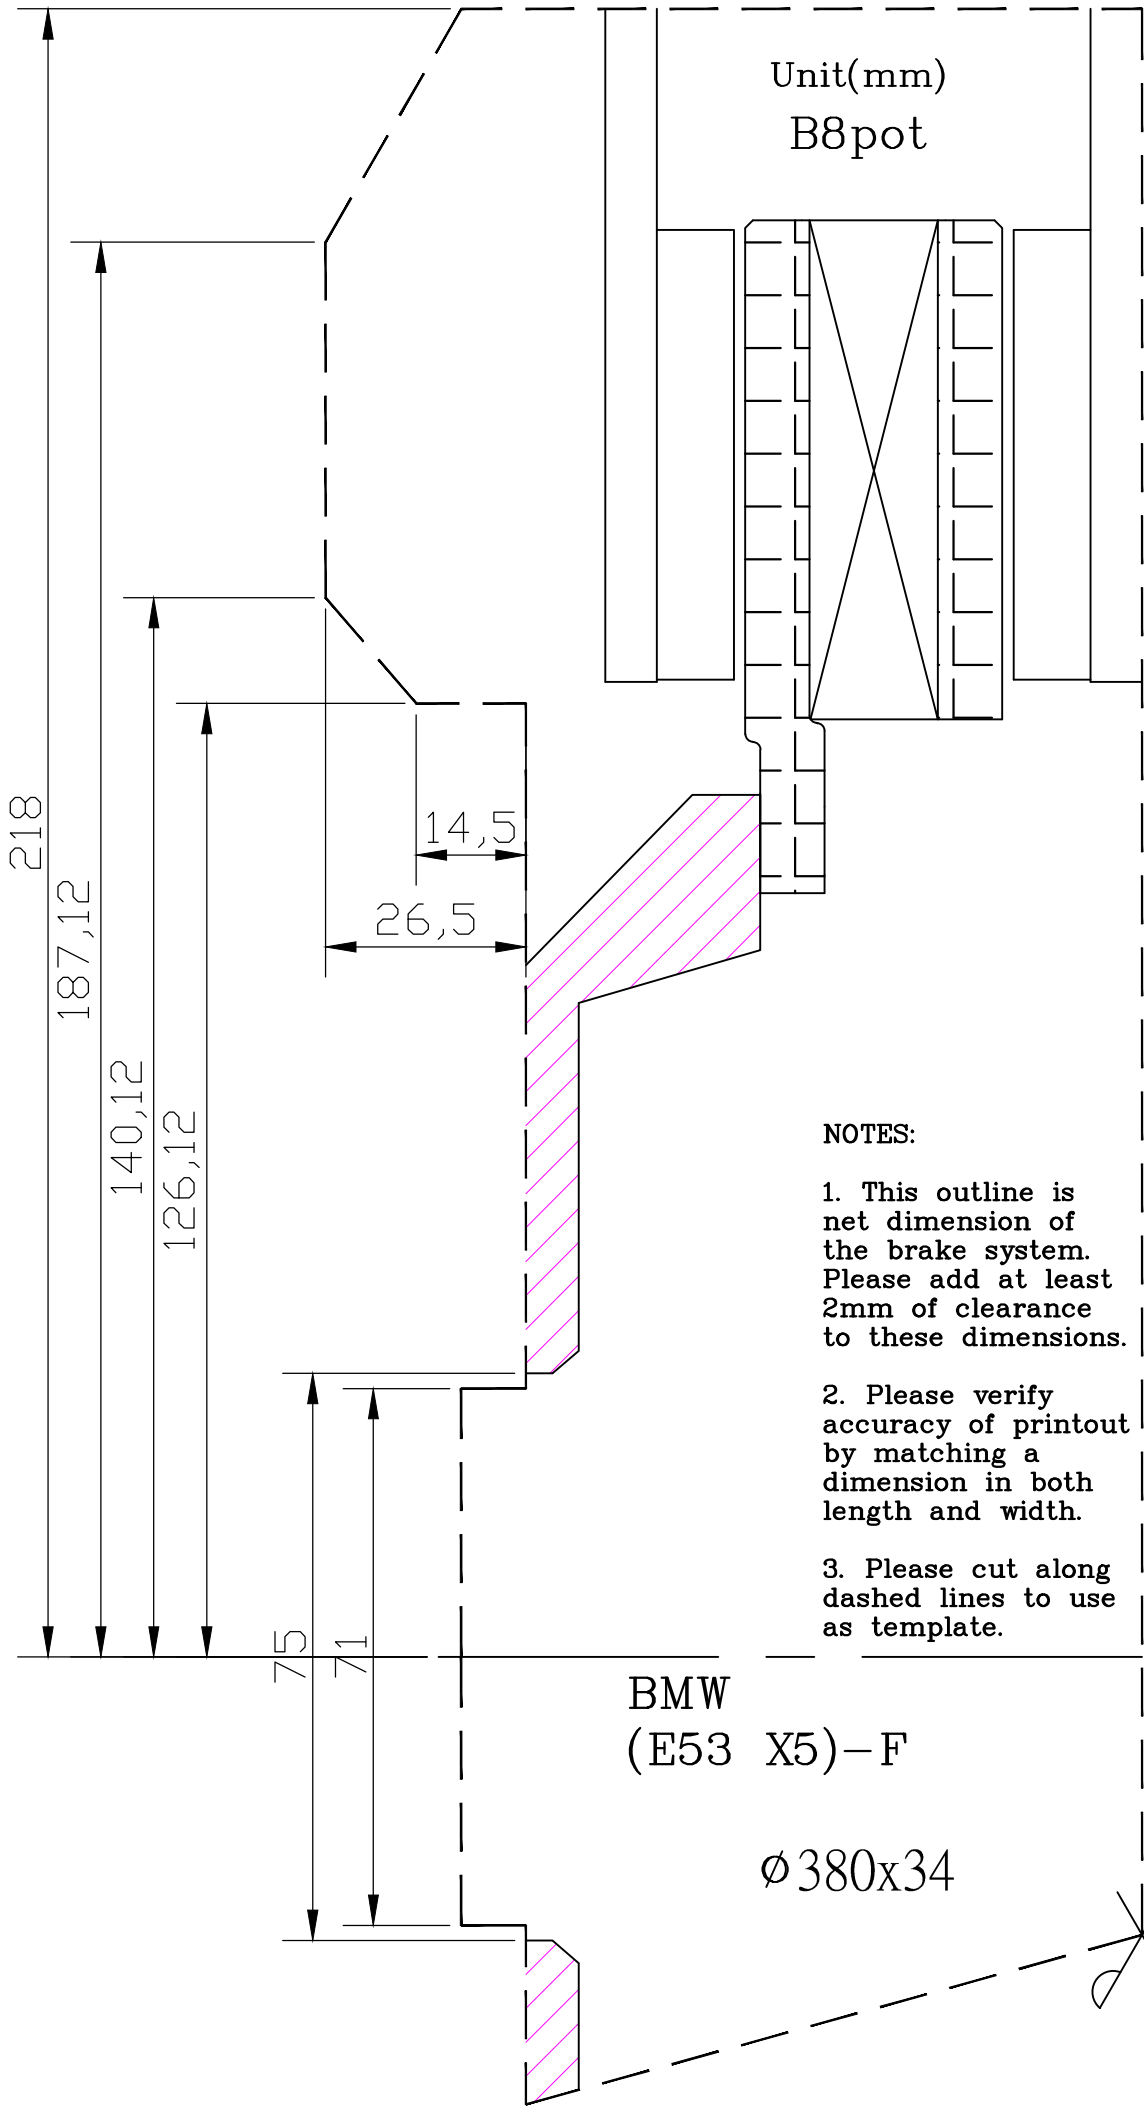 Unit(mm)
B8pot
218
187,12
140,12
126,12
14,5
26,5
75
71
NOTES:
1. This outline is
net dimension of
the brake system.
Please add at least
2mm of clearance
to these dimensions.
2. Please verify
accuracy of printout
by matching a
dimension in both
length and width.
3. Please cut along
dashed lines to use
as template.
BMW
(E53 X5)-F
Ø380x34